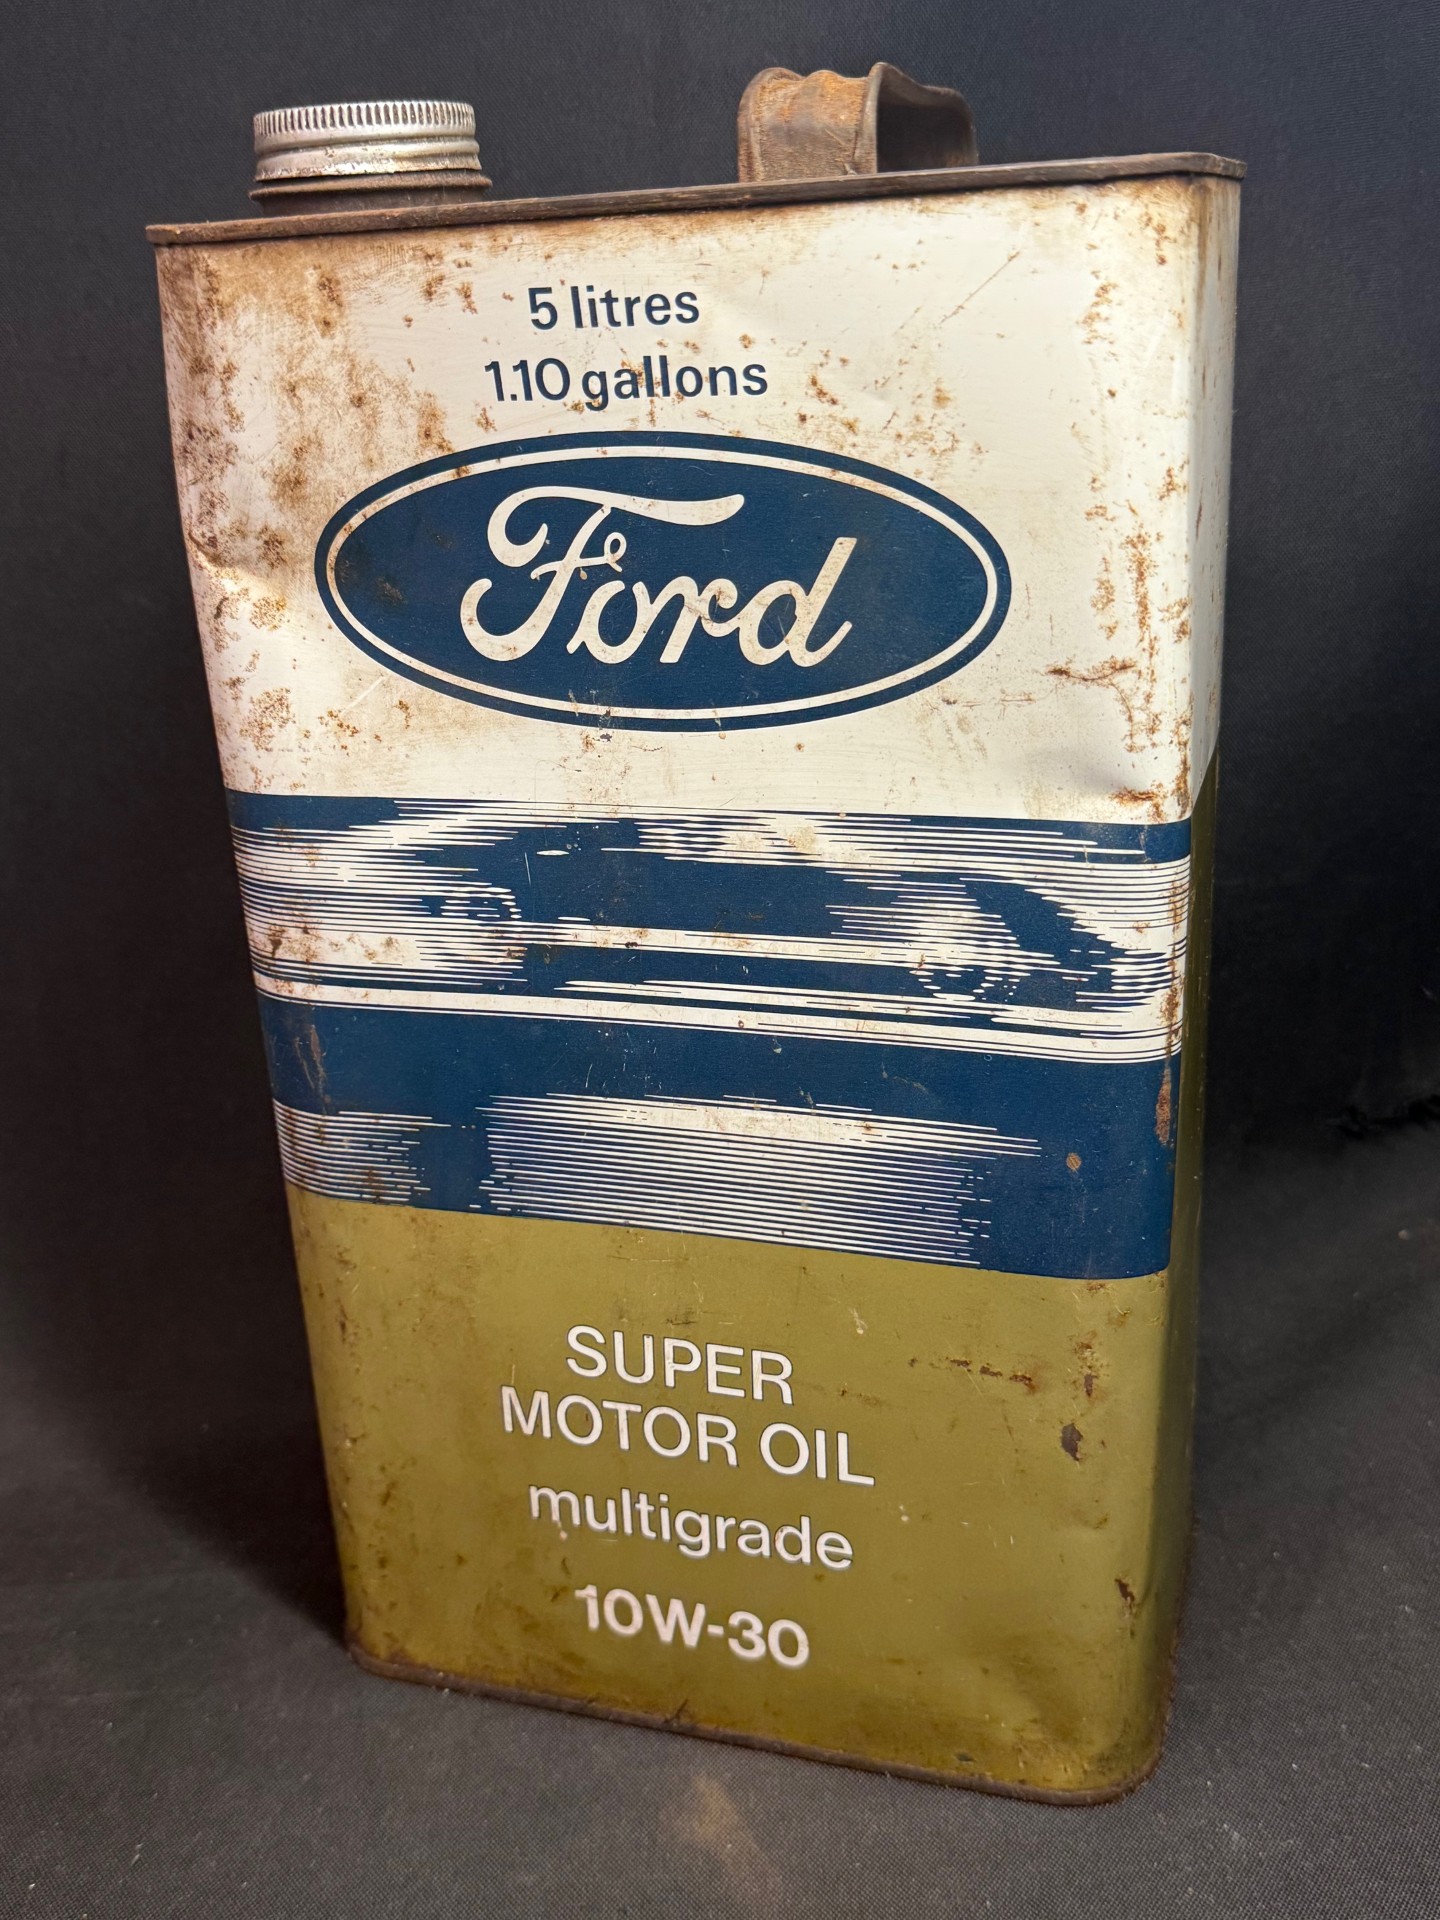 5 litres
1.10 gallons
Ford
SUPER
MOTOR OIL
multigrade
10W-30